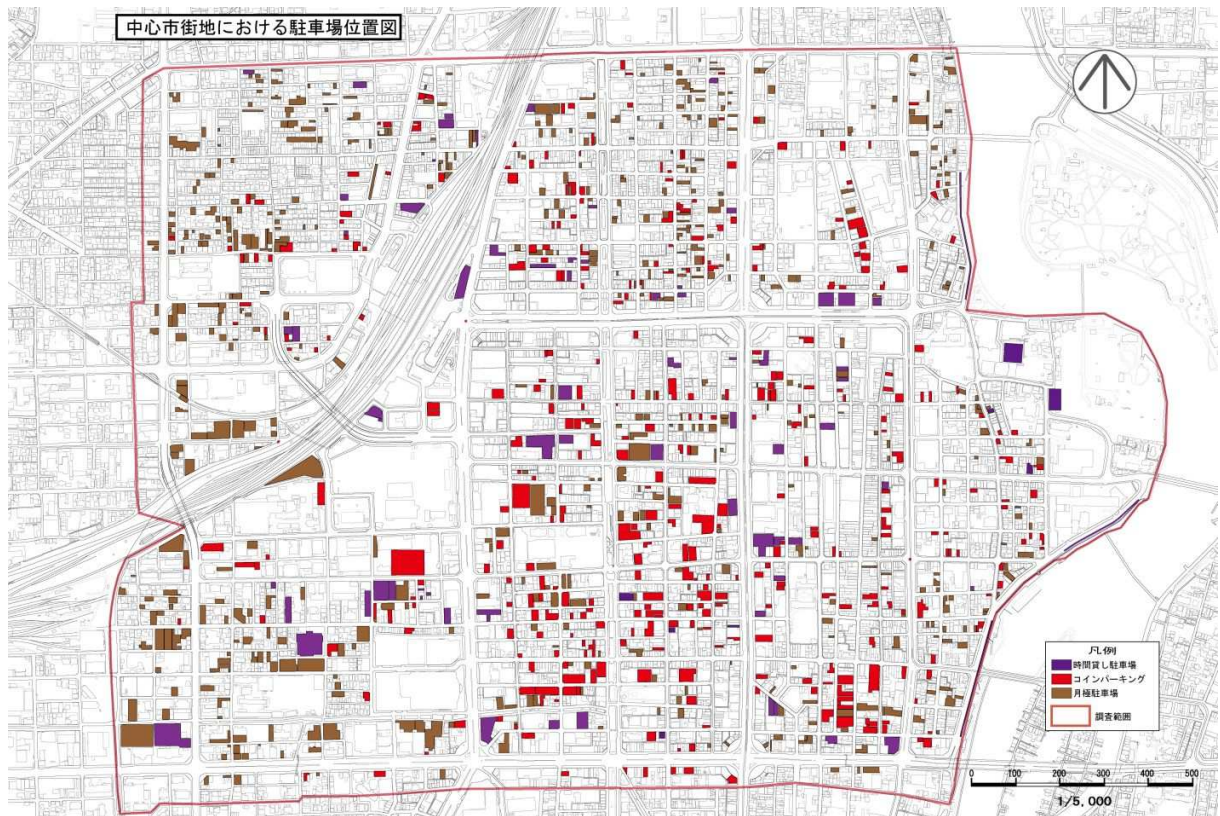 中心市街地における駐車場位置図
凡例
時間貸し駐車場
コインパーキング
月極駐車場
調査範囲
0 100 200 300 400 500
1/5,000